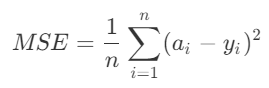 MSE = \frac{1}{n} \sum_{i=1}^{n} (a_i - y_i)^2